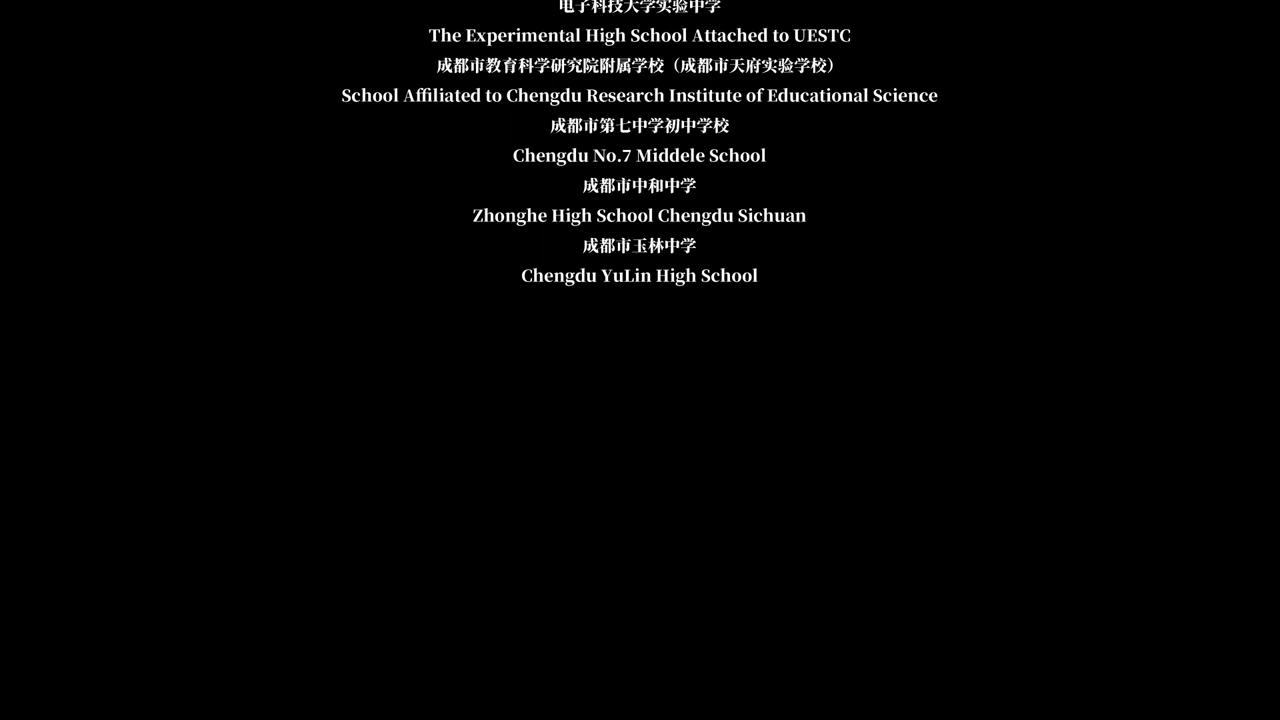 电子科技大学实验中学
The Experimental High School Attached to UESTC
成都市教育科学研究院附属学校（成都市天府实验学校）
School Affiliated to Chengdu Research Institute of Educational Science
成都市第七中学初中学校
Chengdu No.7 Middele School
成都市中和中学
Zhonghe High School Chengdu Sichuan
成都市玉林中学
Chengdu YuLin High School